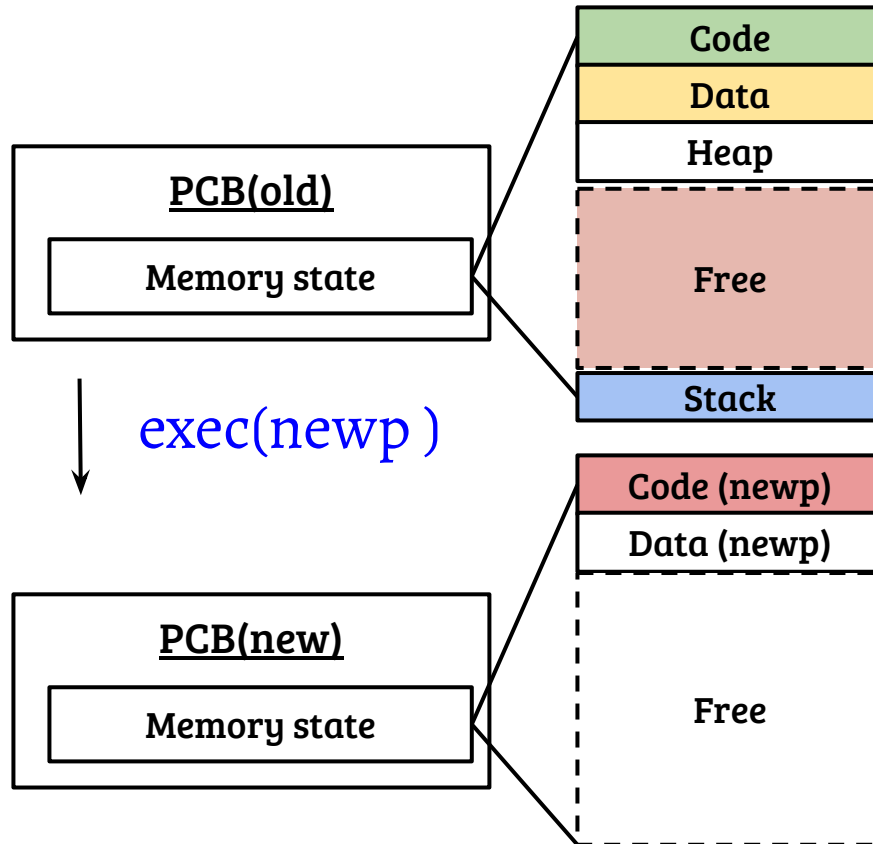 Code
Data
Heap
PCB(old)
Memory state
Free
Stack
exec(newp )
Code (newp)
Data (newp)
PCB(new)
Memory state
Free